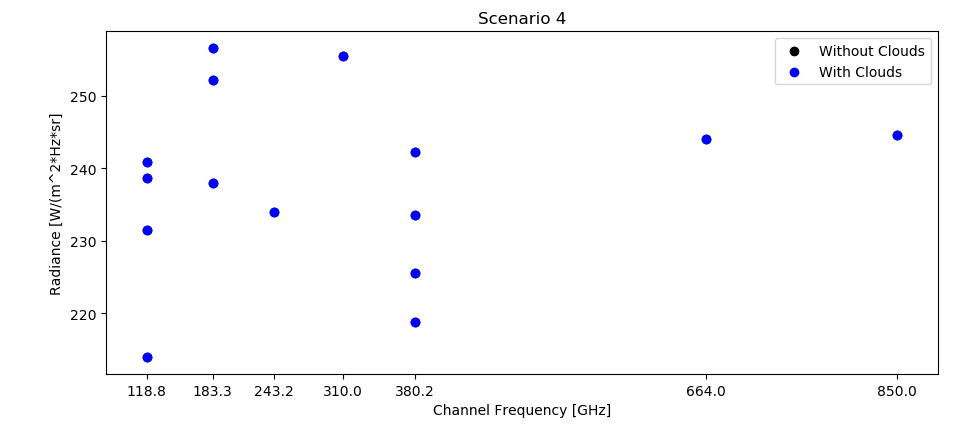 Scenario 4
Without Clouds
With Clouds
250
240
230
220
Radiance [W/(m^2*Hz*sr]
118.8 183.3 243.2 310.0 380.2 664.0 850.0
Channel Frequency [GHz]